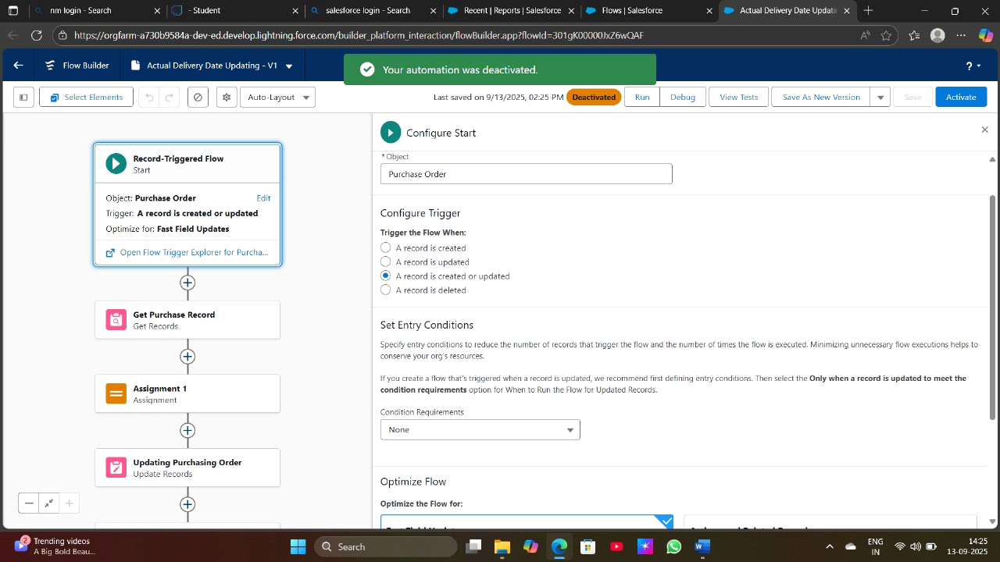 nm login - Search
- Student
salesforce login - Search
Recent | Reports | Salesforce
Flows | Salesforce
Actual Delivery Date Updatin
https://orgfarm-a730b9584a-dev-ed.develop.lightning.force.com/builder_platform_interaction/flowBuilder.app?flowId=301gK00000JxZ6wQAF
Flow Builder
Actual Delivery Date Updating - V1
Your automation was deactivated.
?
Select Elements
Auto-Layout
Last saved on 9/13/2025, 02:25 PM
Deactivated
Run
Debug
View Tests
Save As New Version
Save
Activate
Record-Triggered Flow
Start
Object: Purchase Order
Edit
Trigger: A record is created or updated
Optimize for: Fast Field Updates
Open Flow Trigger Explorer for Purcha...
Get Purchase Record
Get Records
Assignment 1
Assignment
Updating Purchasing Order
Update Records
Configure Start
* Object
Purchase Order
Configure Trigger
Trigger the Flow When:
A record is created
A record is updated
A record is created or updated
A record is deleted
Set Entry Conditions
Specify entry conditions to reduce the number of records that trigger the flow and the number of times the flow is executed. Minimizing unnecessary flow executions helps to
conserve your org's resources.
If you create a flow that's triggered when a record is updated, we recommend first defining entry conditions. Then select the Only when a record is updated to meet the
condition requirements option for When to Run the Flow for Updated Records.
Condition Requirements
None
Optimize Flow
Optimize the Flow for:
2
Trending videos
A Big Bold Beau...
Search
ENG
IN
14:25
13-09-2025